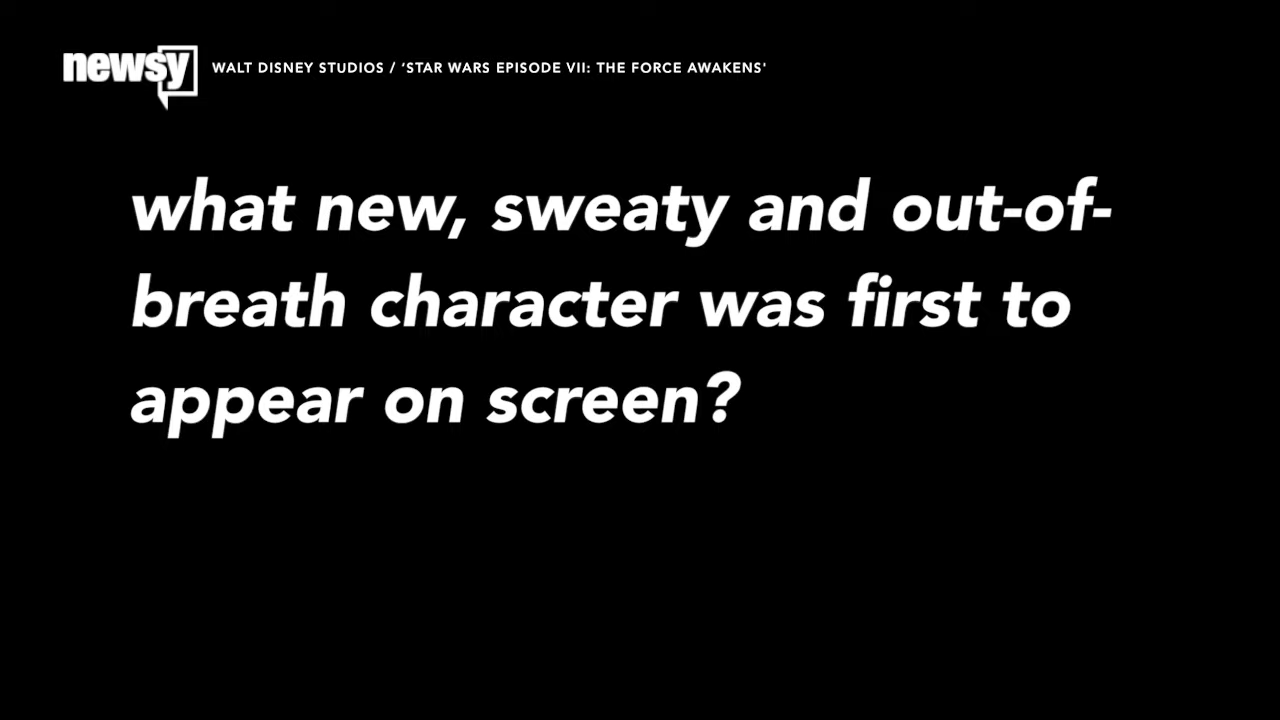 newsy WALT DISNEY STUDIOS / ‘STAR WARS EPISODE VII: THE FORCE AWAKENS'
what new, sweaty and out-of-
breath character was first to
appear on screen?